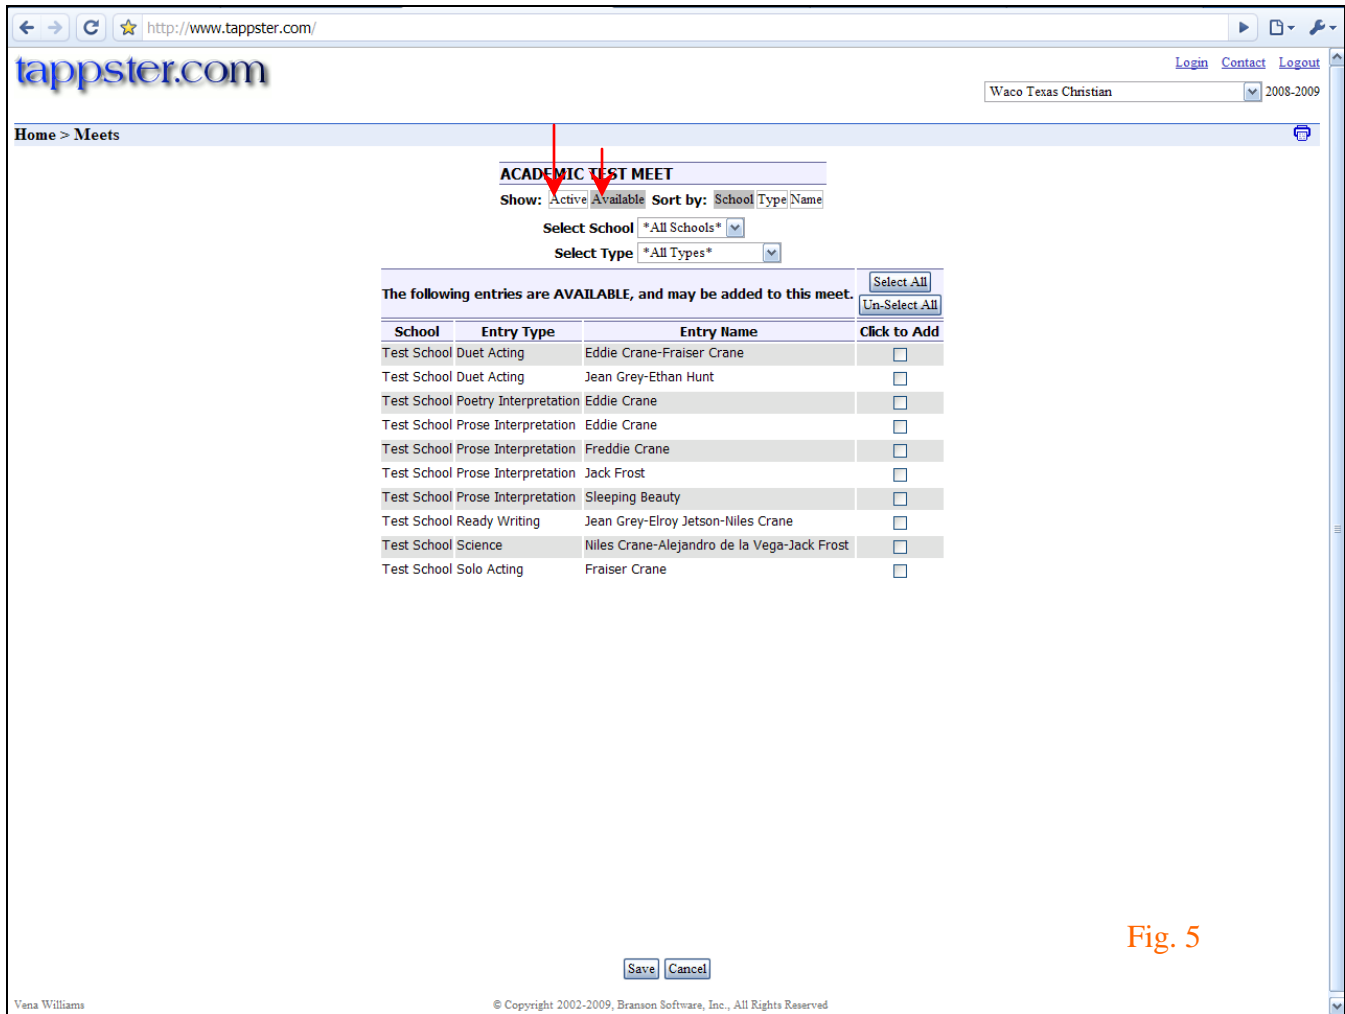 http://www.tappster.com/
tappster.com
Login Contact Logout
Waco Texas Christian 2008-2009
Home > Meets
ACADEMIC TEST MEET
Show: Active Available Sort by: School Type Name
Select School *All Schools*
Select Type *All Types*
The following entries are AVAILABLE, and may be added to this meet. Select All
Un-Select All
School Entry Type Entry Name Click to Add
Test School Duet Acting Eddie Crane-Fraiser Crane
Test School Duet Acting Jean Grey-Ethan Hunt
Test School Poetry Interpretation Eddie Crane
Test School Prose Interpretation Eddie Crane
Test School Prose Interpretation Freddie Crane
Test School Prose Interpretation Jack Frost
Test School Prose Interpretation Sleeping Beauty
Test School Ready Writing Jean Grey-Elroy Jetson-Niles Crane
Test School Science Niles Crane-Alejandro de la Vega-Jack Frost
Test School Solo Acting Fraiser Crane
Fig. 5
Save Cancel
Vena Williams © Copyright 2002-2009, Branson Software, Inc., All Rights Reserved